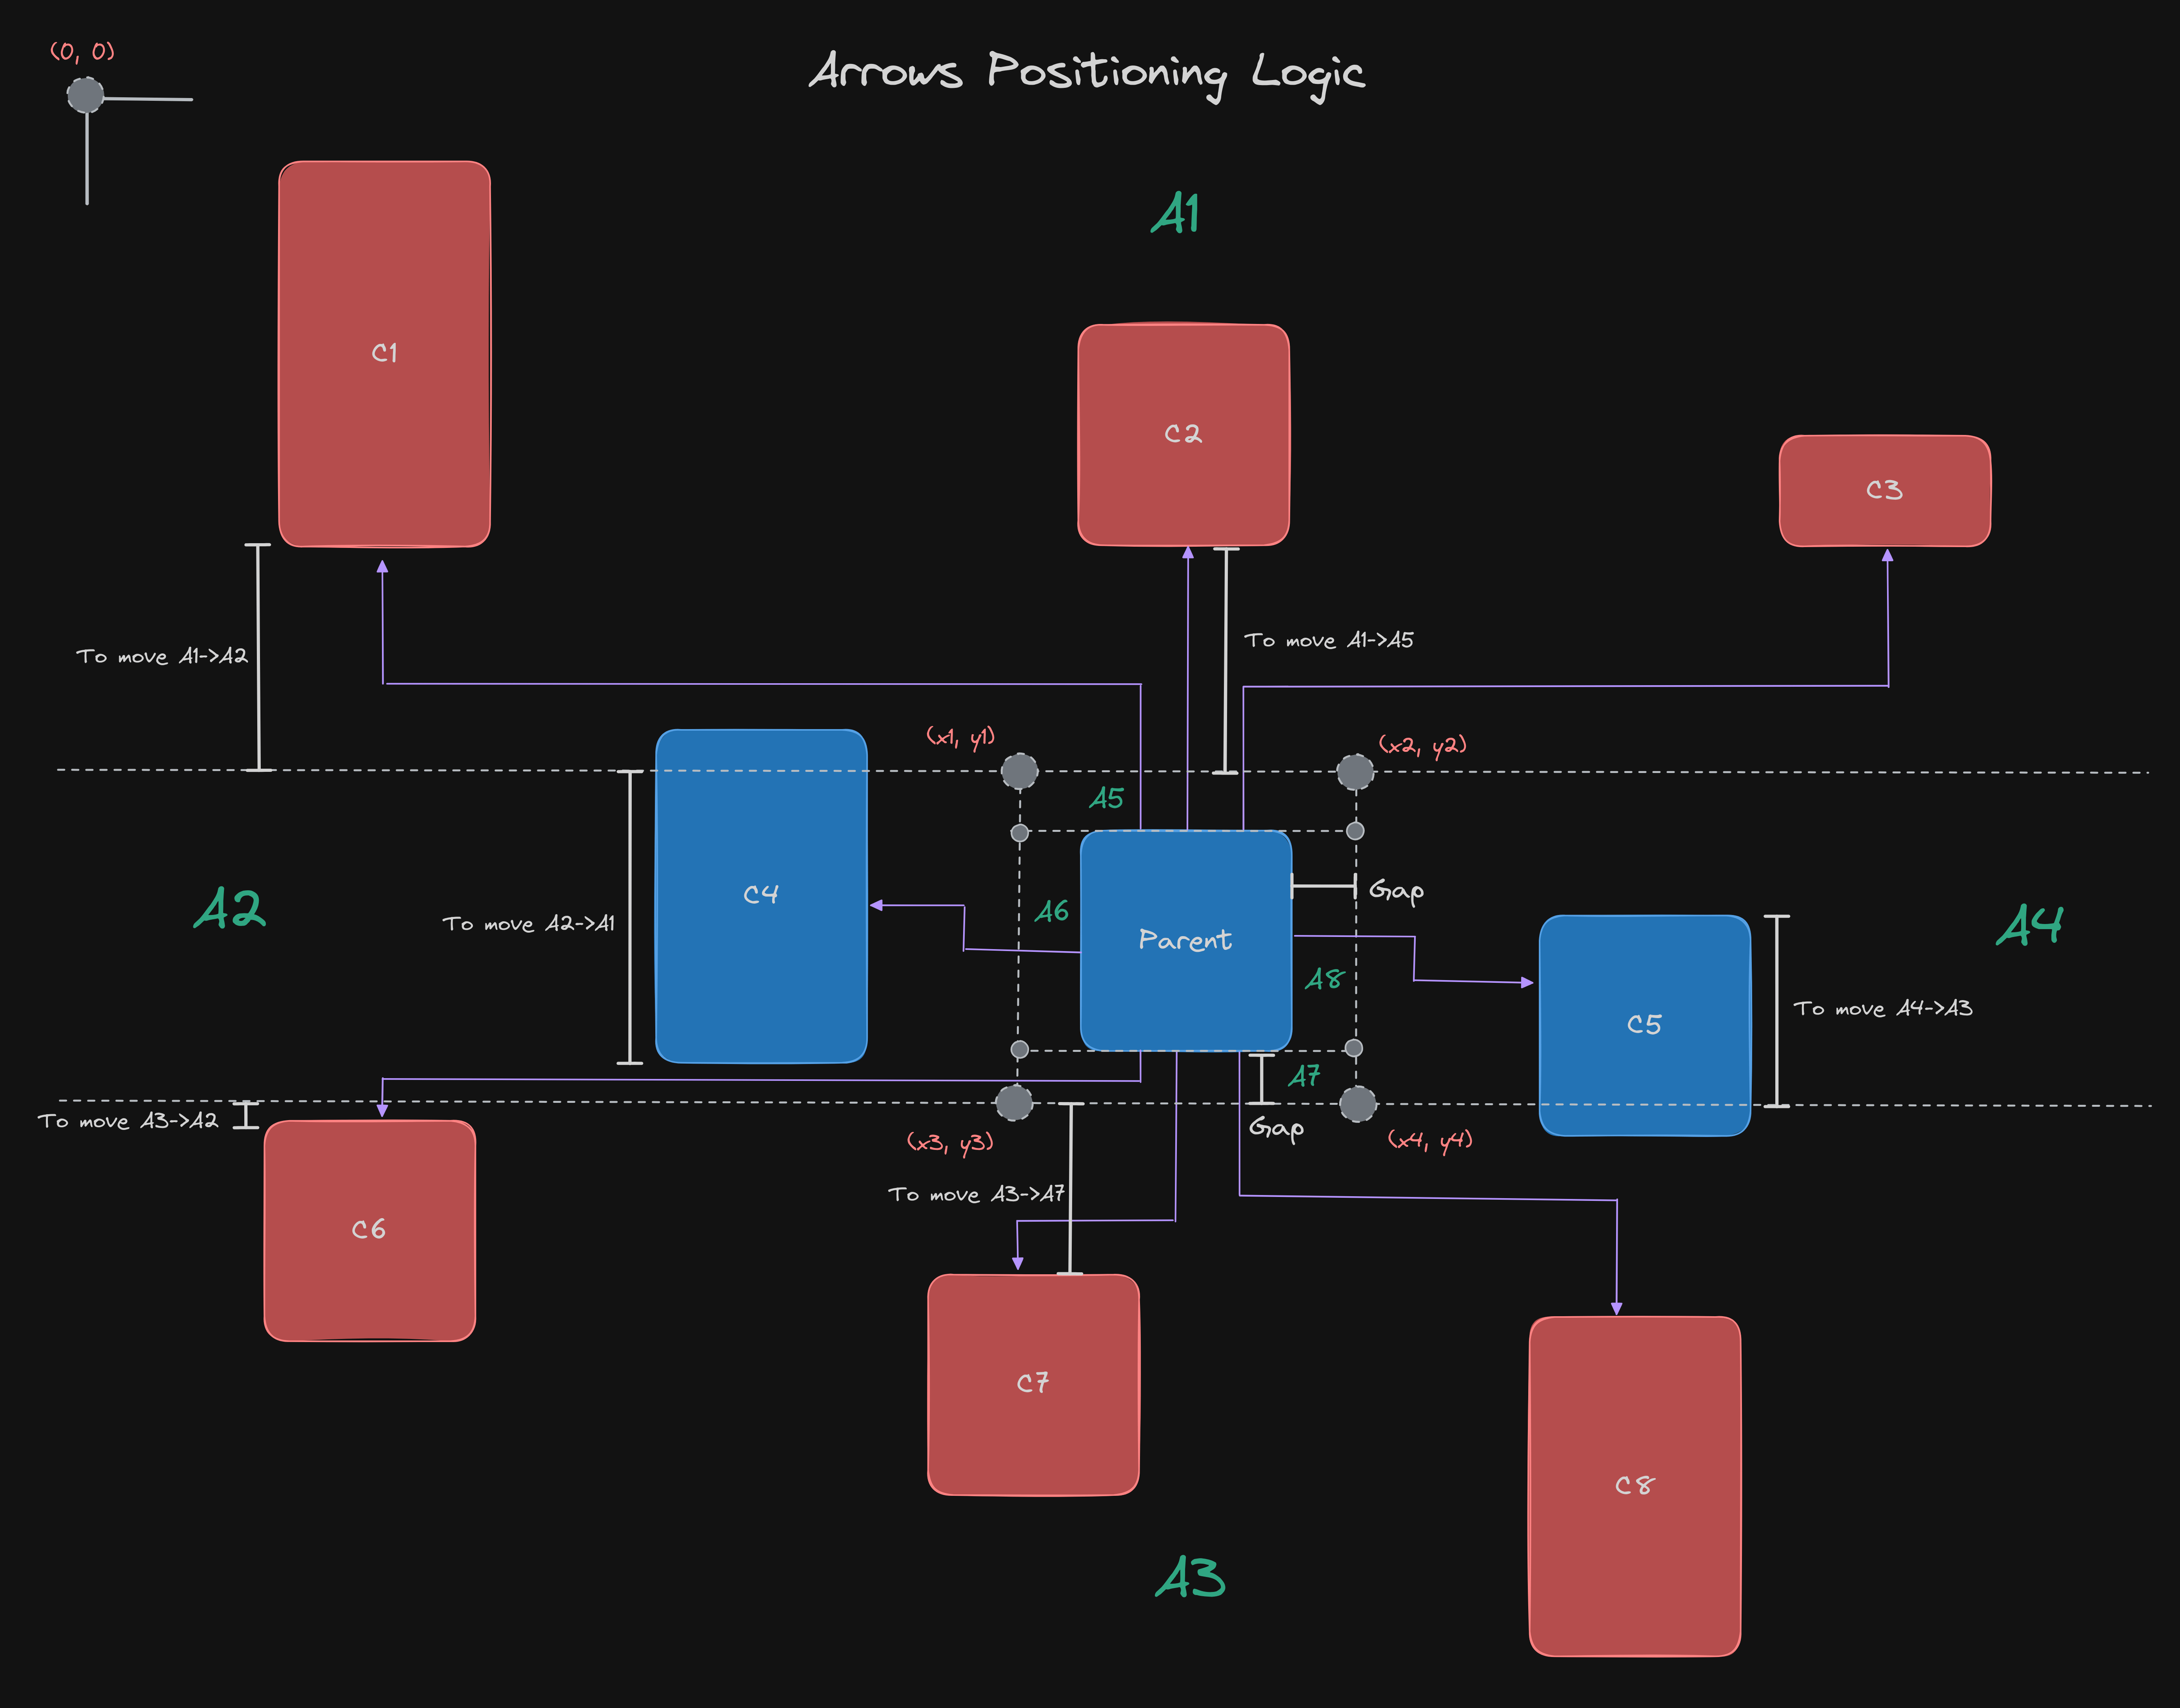 (0, 0)
Arrows Positioning Logic
A1
C1
C2
C3
To move A1->A2
To move A1->A5
(x1, y1)
(x2, y2)
A5
A2
C4
To move A2->A1
A6
Gap
Parent
A8
A4
C5
To move A4->A3
A7
To move A3->A2
Gap
(x3, y3)
(x4, y4)
To move A3->A7
C6
C7
C8
A3